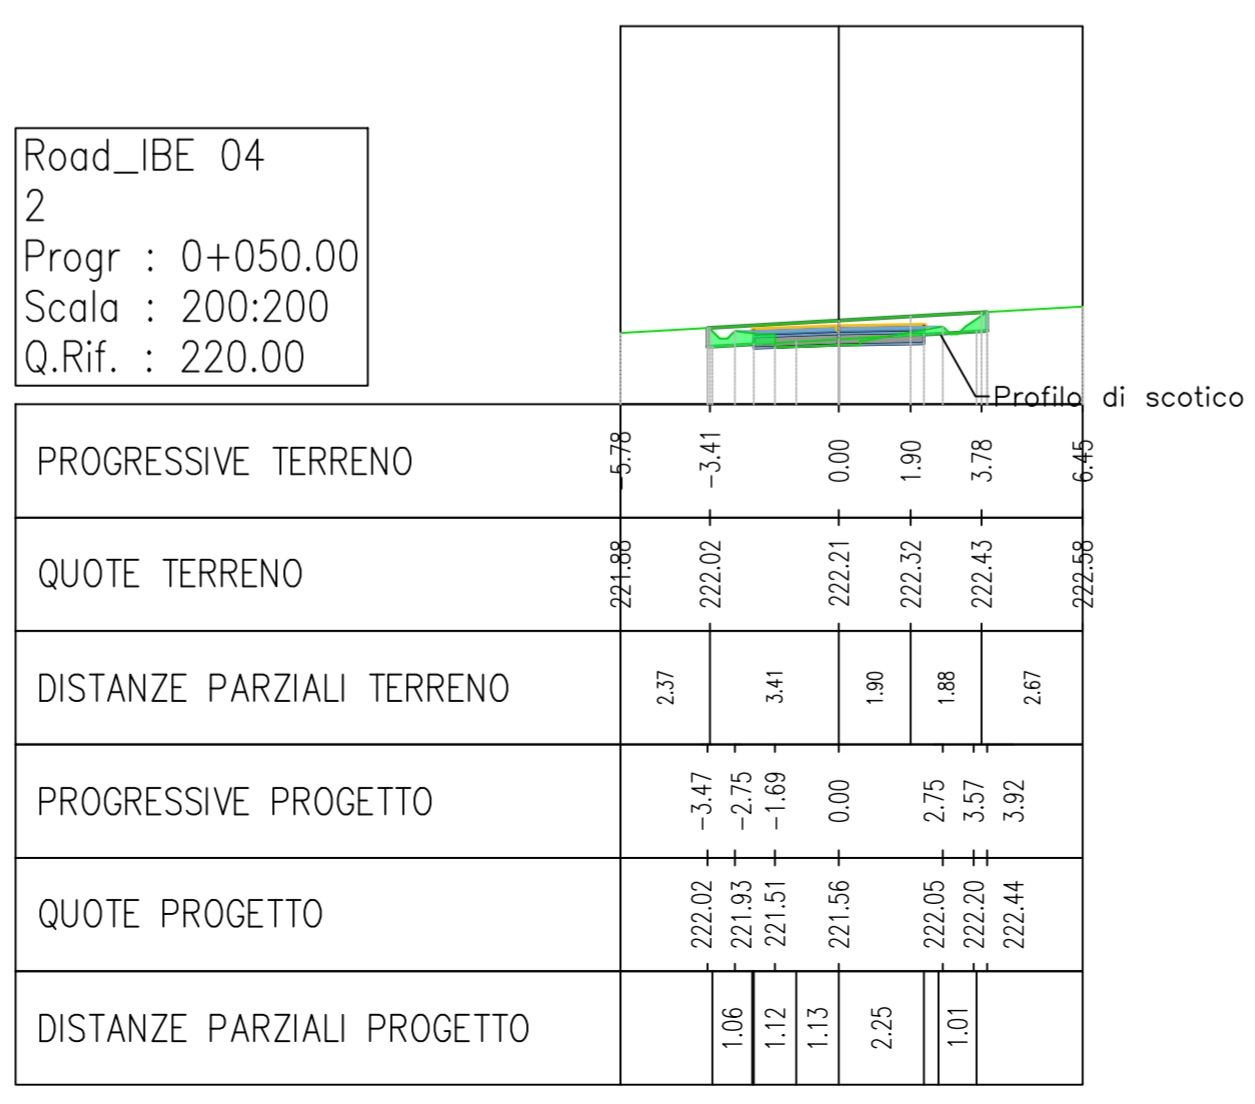 Road_IBE 04
2
Progr : 0+050.00
Scala : 200:200
Q.Rif. : 220.00
Profilo di scotico
PROGRESSIVE TERRENO -5.78 -3.41 0.00 1.90 3.78 6.45
QUOTE TERRENO 221.88 222.02 222.21 222.32 222.43 222.58
DISTANZE PARZIALI TERRENO 2.37 3.41 1.90 1.88 2.67
PROGRESSIVE PROGETTO -3.47 -2.75 -1.69 0.00 2.75 3.57 3.92
QUOTE PROGETTO 222.02 221.93 221.51 221.56 222.05 222.20 222.44
DISTANZE PARZIALI PROGETTO 1.06 1.12 1.13 2.25 1.01